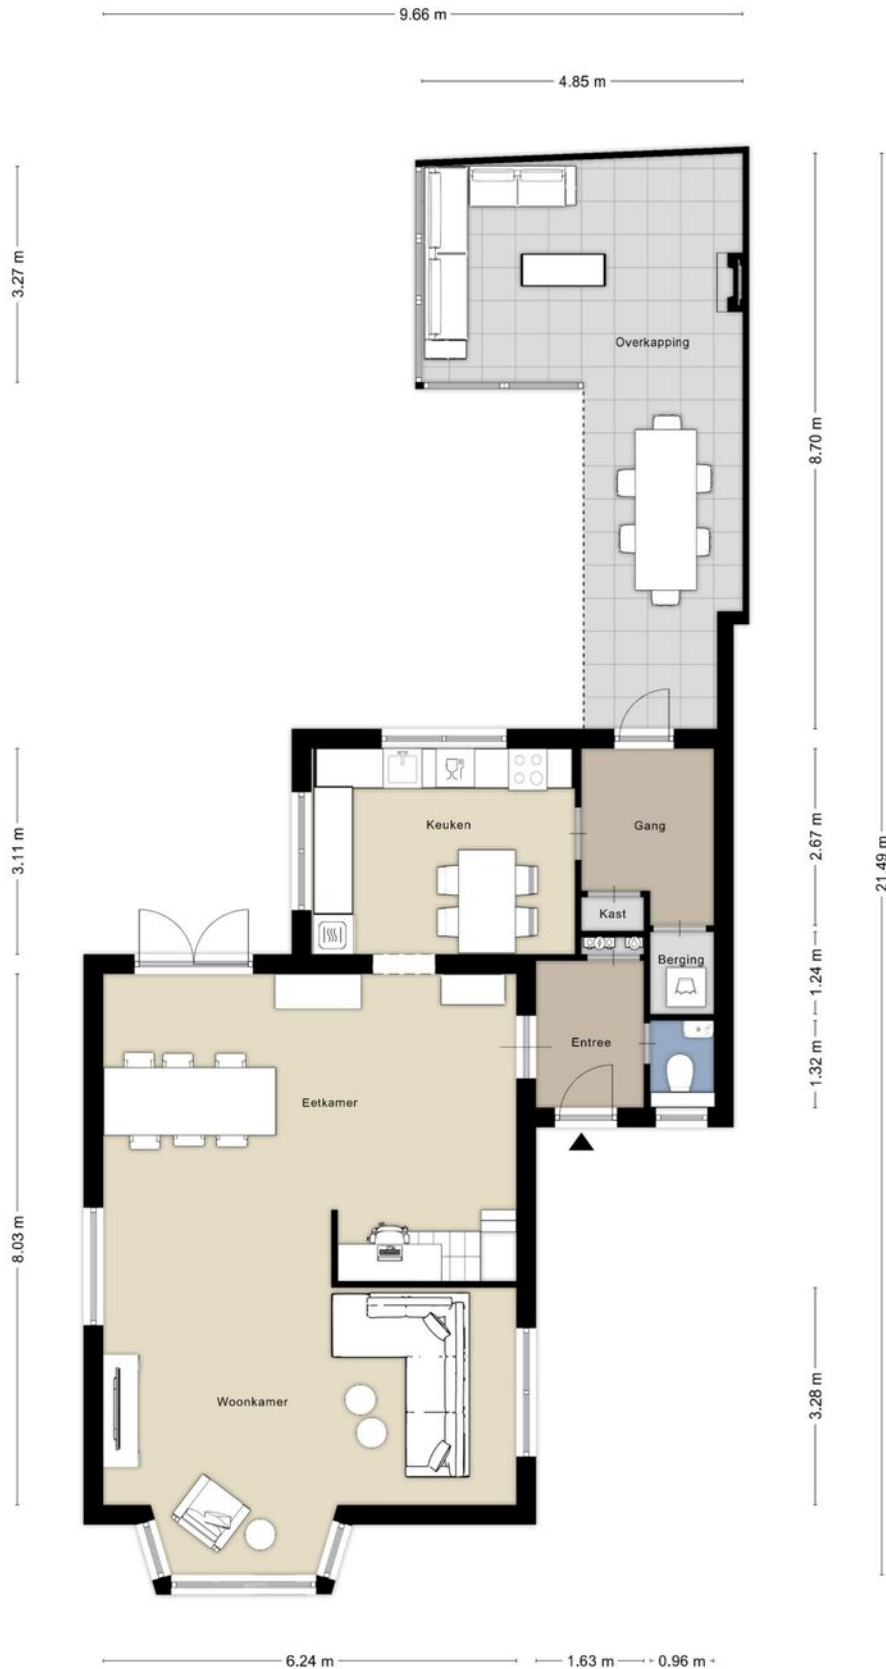 9.66 m
4.85 m
3.27 m
Overkapping
8.70 m
Keuken
Gang
2.67 m
3.11 m
21.49 m
Kast
Berging
1.24 m
Entree
1.32 m
Eetkamer
8.03 m
Woonkamer
3.28 m
6.24 m
1.63 m
0.96 m